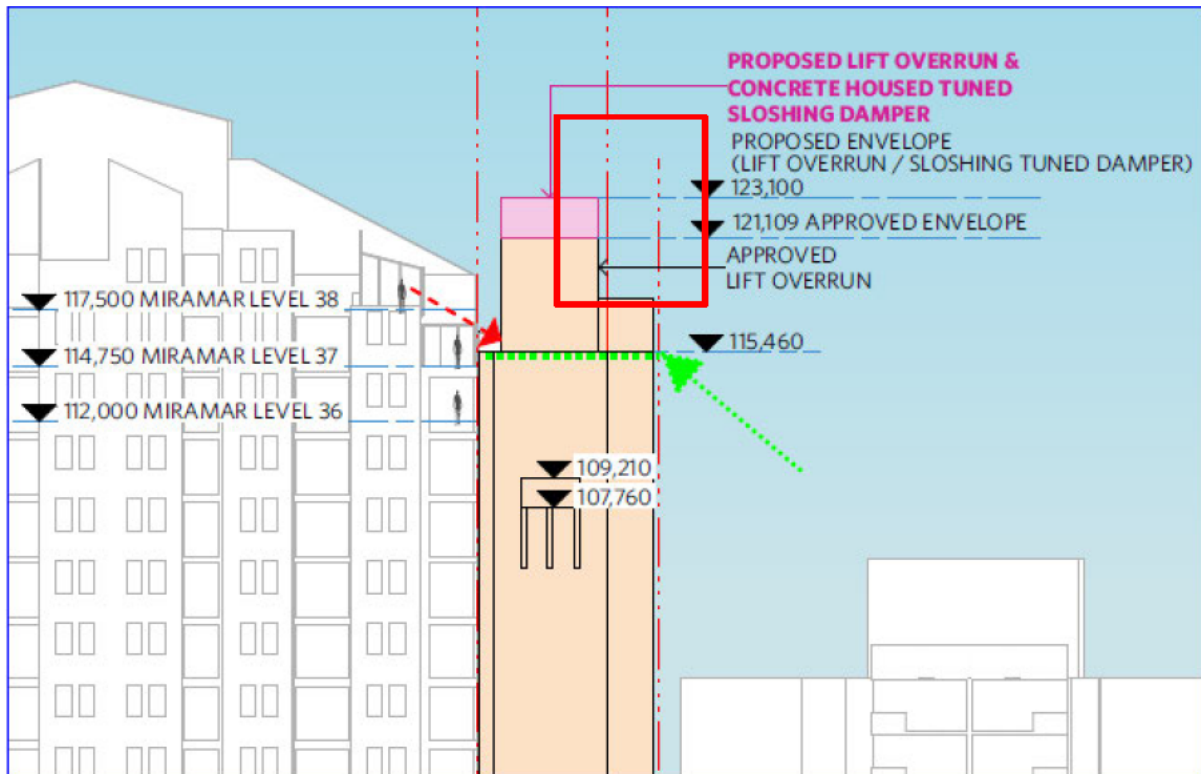 PROPOSED LIFT OVERRUN &
CONCRETE HOUSED TUNED
SLOSHING DAMPER
PROPOSED ENVELOPE
(LIFT OVERRUN / SLOSHING TUNED DAMPER)
123,100
121,109 APPROVED ENVELOPE
APPROVED
LIFT OVERRUN
117,500 MIRAMAR LEVEL 38
115,460
114,750 MIRAMAR LEVEL 37
112,000 MIRAMAR LEVEL 36
109,210
107,760